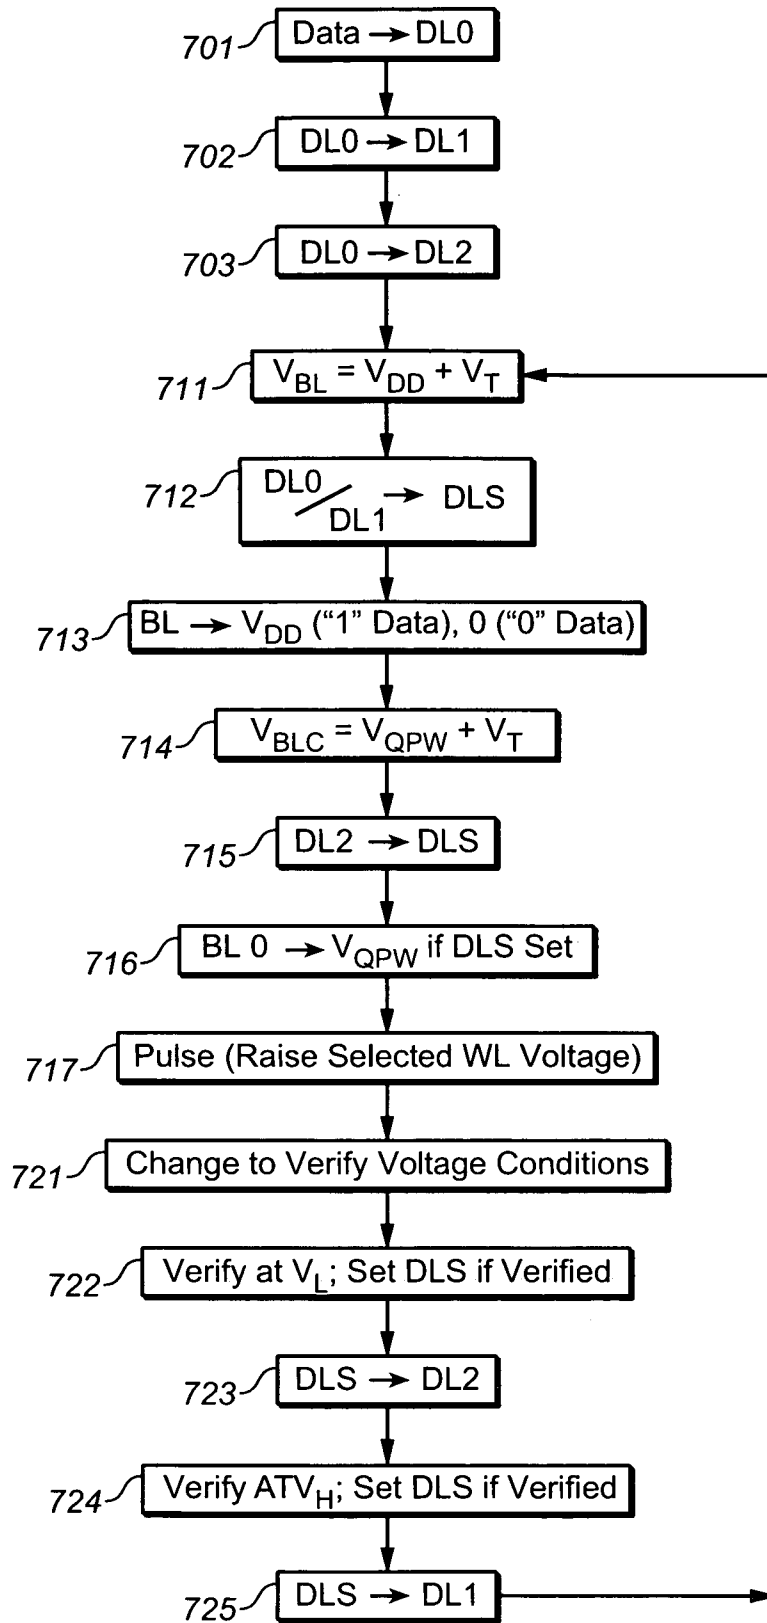 701 Data → DL0
702 DL0 → DL1
703 DL0 → DL2
711 V_BL = V_DD + V_T
712 DL0/DL1 → DLS
713 BL → V_DD (“1” Data), 0 (“0” Data)
714 V_BLC = V_QPW + V_T
715 DL2 → DLS
716 BL 0 → V_QPW if DLS Set
717 Pulse (Raise Selected WL Voltage)
721 Change to Verify Voltage Conditions
722 Verify at V_L; Set DLS if Verified
723 DLS → DL2
724 Verify ATV_H; Set DLS if Verified
725 DLS → DL1